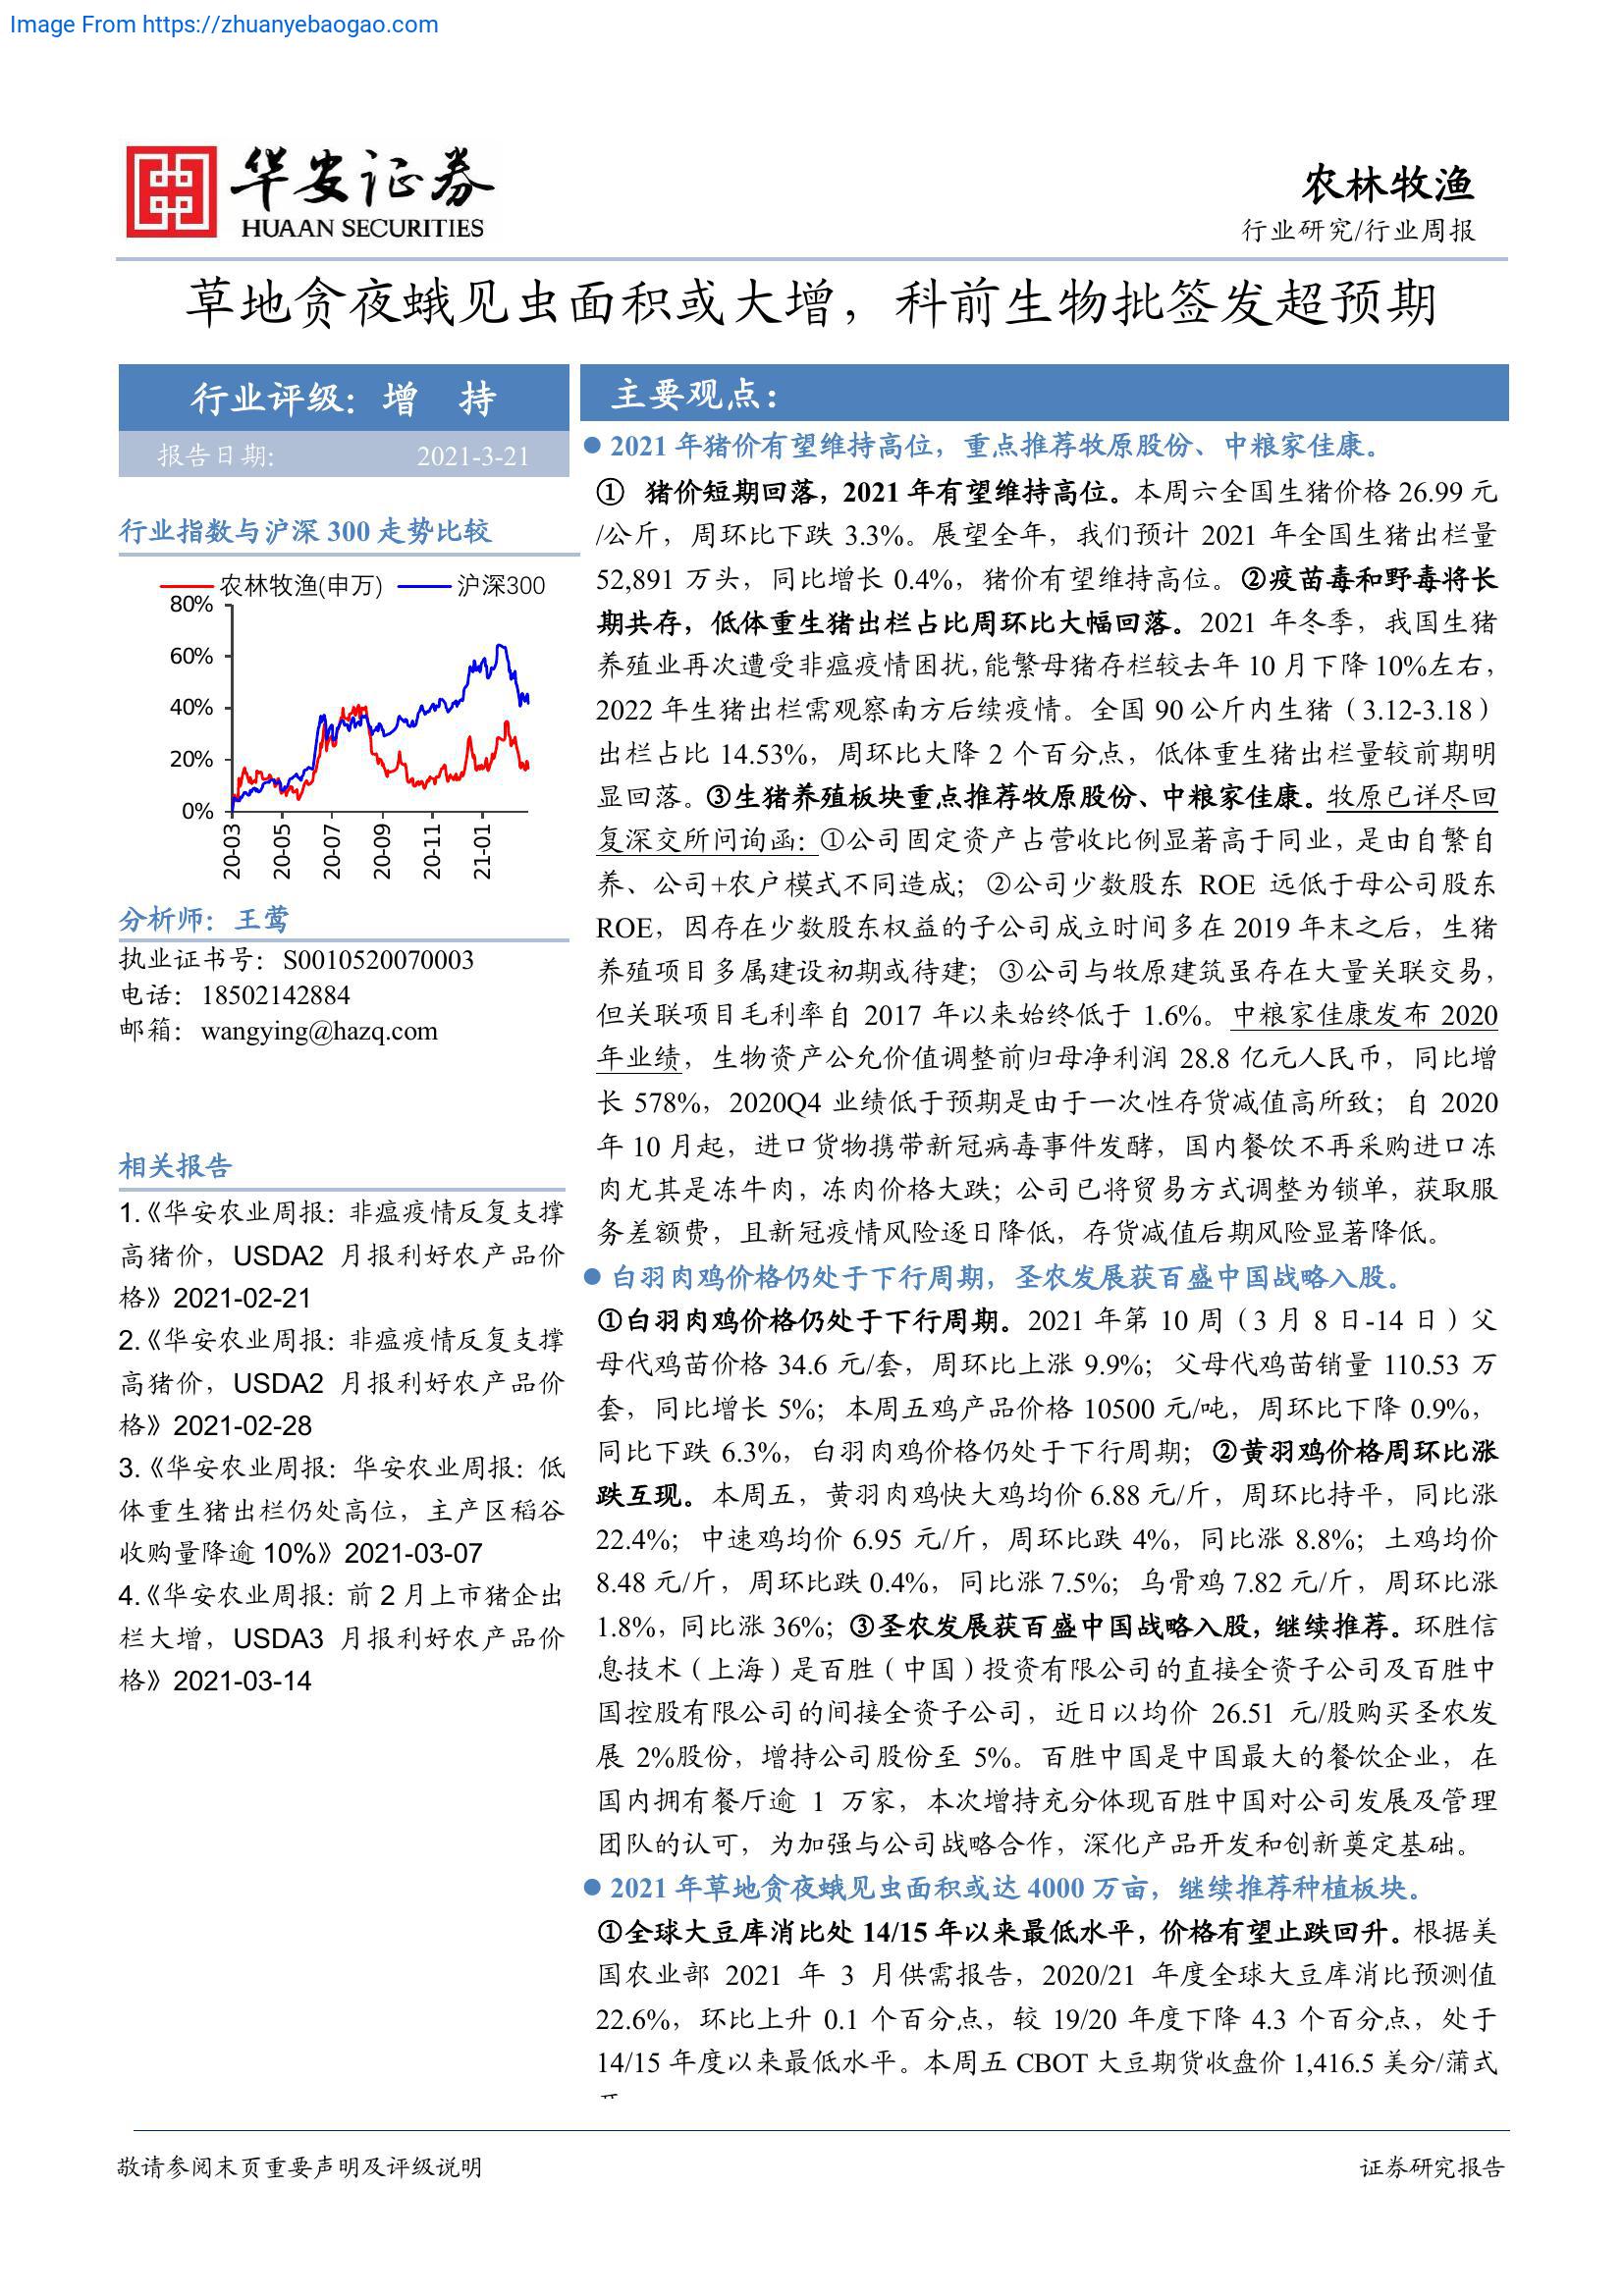 Image From https://zhuanyebaogao.com
华安证券
HUAAN SECURITIES
农林牧渔
行业研究/行业周报
草地贪夜蛾见虫面积或大增，科前生物批签发超预期
行业评级：增 持
报告日期: 2021-3-21
行业指数与沪深 300 走势比较
农林牧渔(申万) 沪深300
80%
60%
40%
20%
0%
20-03
20-05
20-07
20-09
20-11
21-01
分析师：王莺
执业证书号：S0010520070003
电话：18502142884
邮箱：wangying@hazq.com
相关报告
1.《华安农业周报：非瘟疫情反复支撑
高猪价，USDA2 月报利好农产品价
格》2021-02-21
2.《华安农业周报：非瘟疫情反复支撑
高猪价，USDA2 月报利好农产品价
格》2021-02-28
3.《华安农业周报：华安农业周报：低
体重生猪出栏仍处高位，主产区稻谷
收购量降逾 10%》2021-03-07
4.《华安农业周报：前 2 月上市猪企出
栏大增，USDA3 月报利好农产品价
格》2021-03-14
主要观点：
● 2021 年猪价有望维持高位，重点推荐牧原股份、中粮家佳康。
① 猪价短期回落，2021 年有望维持高位。本周六全国生猪价格 26.99 元
/公斤，周环比下跌 3.3%。展望全年，我们预计 2021 年全国生猪出栏量
52,891 万头，同比增长 0.4%，猪价有望维持高位。②疫苗毒和野毒将长
期共存，低体重生猪出栏占比周环比大幅回落。2021 年冬季，我国生猪
养殖业再次遭受非瘟疫情困扰，能繁母猪存栏较去年 10 月下降 10%左右，
2022 年生猪出栏需观察南方后续疫情。全国 90 公斤内生猪（3.12-3.18）
出栏占比 14.53%，周环比大降 2 个百分点，低体重生猪出栏量较前期明
显回落。③生猪养殖板块重点推荐牧原股份、中粮家佳康。牧原已详尽回
复深交所问询函：①公司固定资产占营收比例显著高于同业，是由自繁自
养、公司+农户模式不同造成；②公司少数股东 ROE 远低于母公司股东
ROE，因存在少数股东权益的子公司成立时间多在 2019 年末之后，生猪
养殖项目多属建设初期或待建；③公司与牧原建筑虽存在大量关联交易，
但关联项目毛利率自 2017 年以来始终低于 1.6%。中粮家佳康发布 2020
年业绩，生物资产公允价值调整前归母净利润 28.8 亿元人民币，同比增
长 578%，2020Q4 业绩低于预期是由于一次性存货减值高所致；自 2020
年 10 月起，进口货物携带新冠病毒事件发酵，国内餐饮不再采购进口冻
肉尤其是冻牛肉，冻肉价格大跌；公司已将贸易方式调整为锁单，获取服
务差额费，且新冠疫情风险逐日降低，存货减值后期风险显著降低。
● 白羽肉鸡价格仍处于下行周期，圣农发展获百盛中国战略入股。
①白羽肉鸡价格仍处于下行周期。2021 年第 10 周（3 月 8 日-14 日）父
母代鸡苗价格 34.6 元/套，周环比上涨 9.9%；父母代鸡苗销量 110.53 万
套，同比增长 5%；本周五鸡产品价格 10500 元/吨，周环比下降 0.9%，
同比下跌 6.3%，白羽肉鸡价格仍处于下行周期；②黄羽鸡价格周环比涨
跌互现。本周五，黄羽肉鸡快大鸡均价 6.88 元/斤，周环比持平，同比涨
22.4%；中速鸡均价 6.95 元/斤，周环比跌 4%，同比涨 8.8%；土鸡均价
8.48 元/斤，周环比跌 0.4%，同比涨 7.5%；乌骨鸡 7.82 元/斤，周环比涨
1.8%，同比涨 36%；③圣农发展获百盛中国战略入股，继续推荐。环胜信
息技术（上海）是百胜（中国）投资有限公司的直接全资子公司及百胜中
国控股有限公司的间接全资子公司，近日以均价 26.51 元/股购买圣农发
展 2%股份，增持公司股份至 5%。百胜中国是中国最大的餐饮企业，在
国内拥有餐厅逾 1 万家，本次增持充分体现百胜中国对公司发展及管理
团队的认可，为加强与公司战略合作，深化产品开发和创新奠定基础。
● 2021 年草地贪夜蛾见虫面积或达 4000 万亩，继续推荐种植板块。
①全球大豆库消比处 14/15 年以来最低水平，价格有望止跌回升。根据美
国农业部 2021 年 3 月供需报告，2020/21 年度全球大豆库消比预测值
22.6%，环比上升 0.1 个百分点，较 19/20 年度下降 4.3 个百分点，处于
14/15 年度以来最低水平。本周五 CBOT 大豆期货收盘价 1,416.5 美分/蒲式
敬请参阅末页重要声明及评级说明
证券研究报告